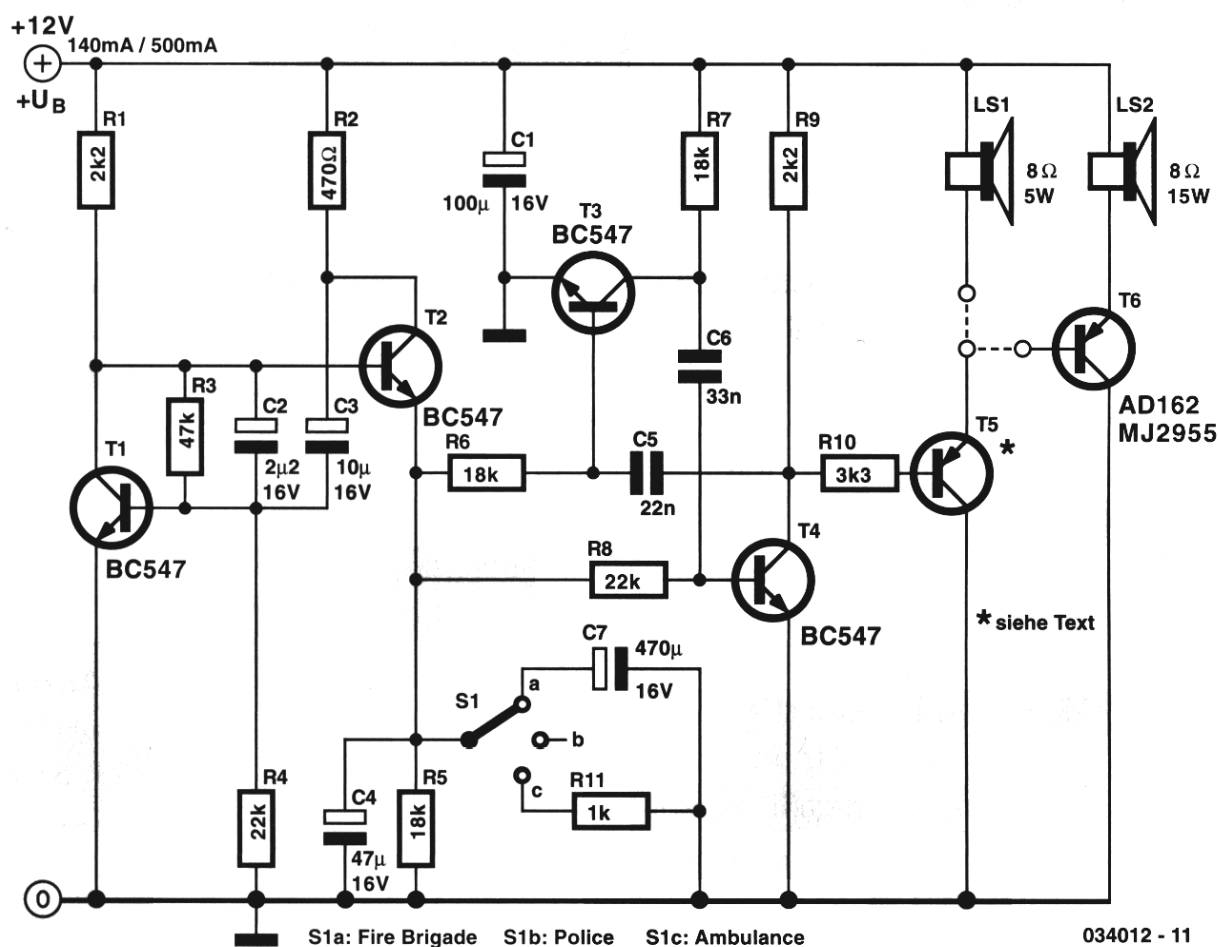 +12V
140mA / 500mA
+
+UB
R1
2k2
R2
470Ω
C1
100μ
16V
T3
BC547
R7
18k
R9
2k2
LS1
8Ω
5W
LS2
8Ω
15W
T2
BC547
C6
33n
T6
AD162
MJ2955
R3
47k
C2
2μ2
16V
C3
10μ
16V
T1
BC547
R6
18k
C5
22n
R10
3k3
T5
*
R8
22k
T4
BC547
* siehe Text
C7
470μ
16V
S1
a
b
c
R11
1k
R4
22k
C4
47μ
16V
R5
18k
0
S1a: Fire Brigade S1b: Police S1c: Ambulance
034012 - 11